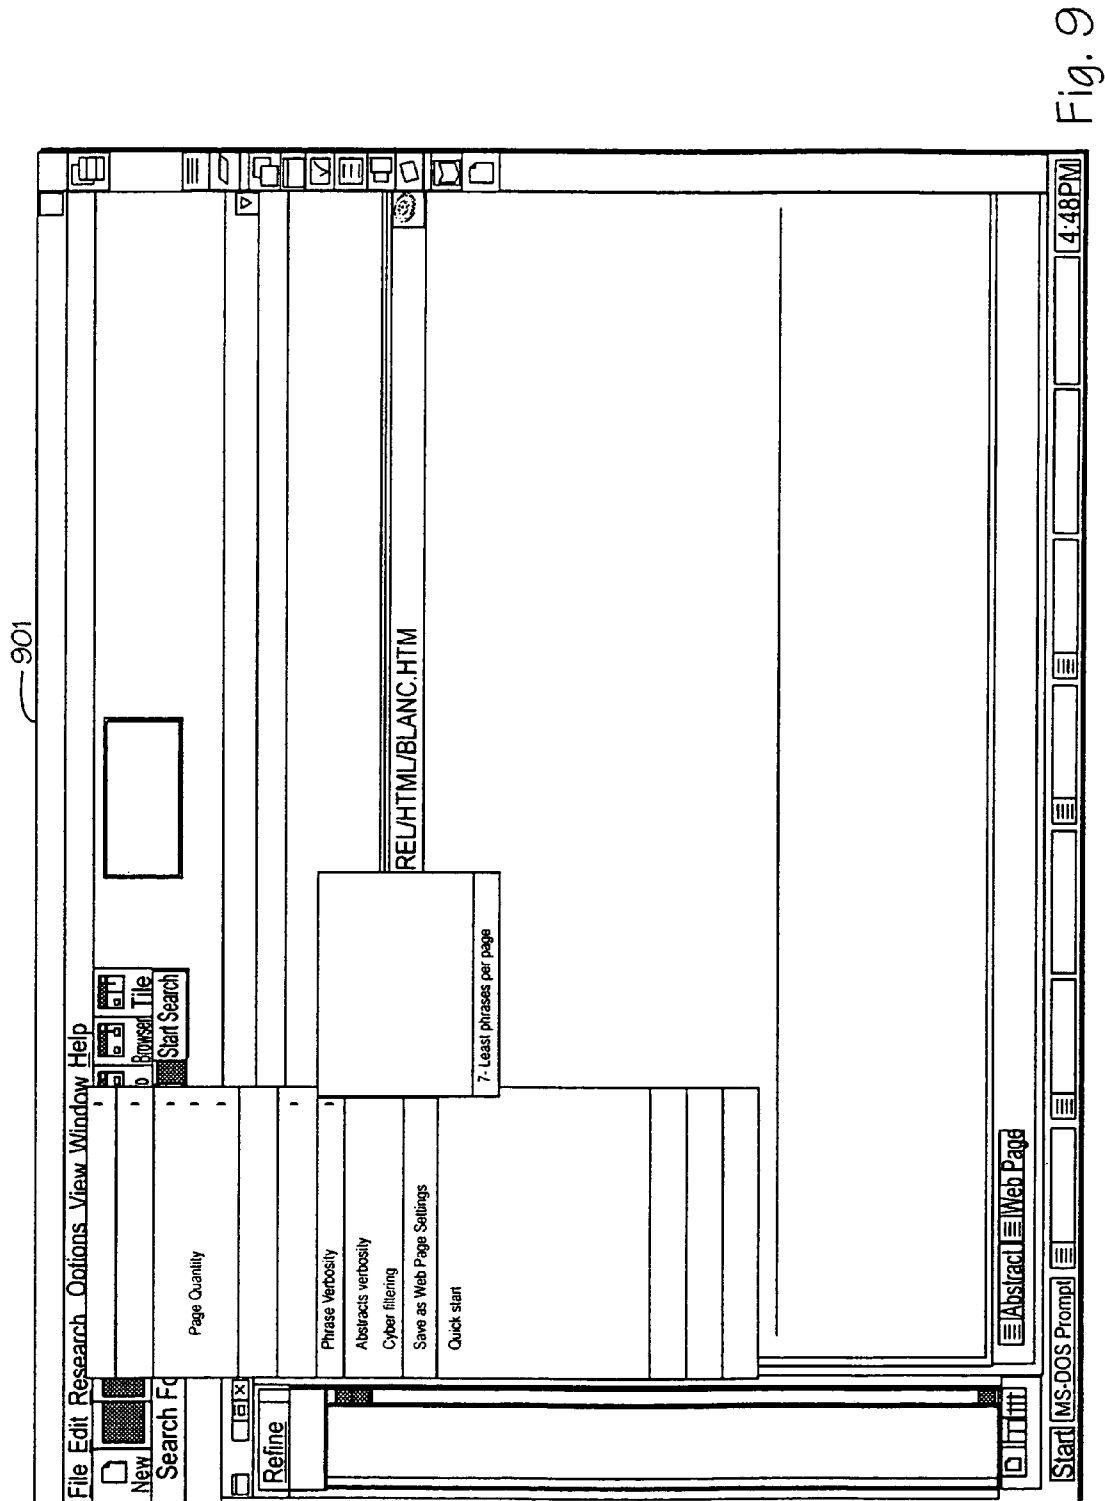 Fig. 9
901
File Edit Research Options View Window Help
New
Browser
Tile
Search Fo
Start Search
Page Quantity
Refine
Phrase Verbosity
Abstracts verbosity
Cyber filtering
REL/HTML/BLANC.HTM
Save as Web Page Settings
Quick start
7- Least phrases per page
Abstract
Web Page
Start
MS-DOS Prompt
4:48PM